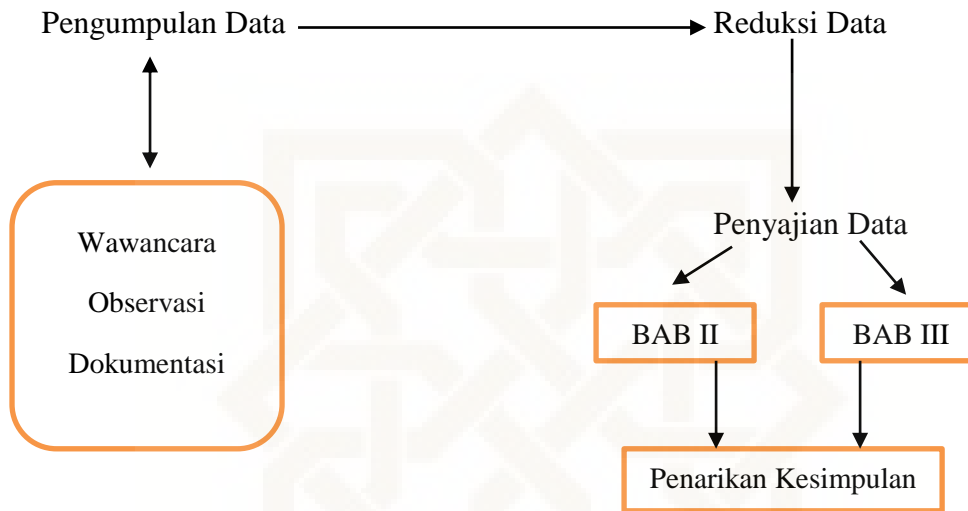 Pengumpulan Data
Reduksi Data
Wawancara
Observasi
Dokumentasi
Penyajian Data
BAB II
BAB III
Penarikan Kesimpulan